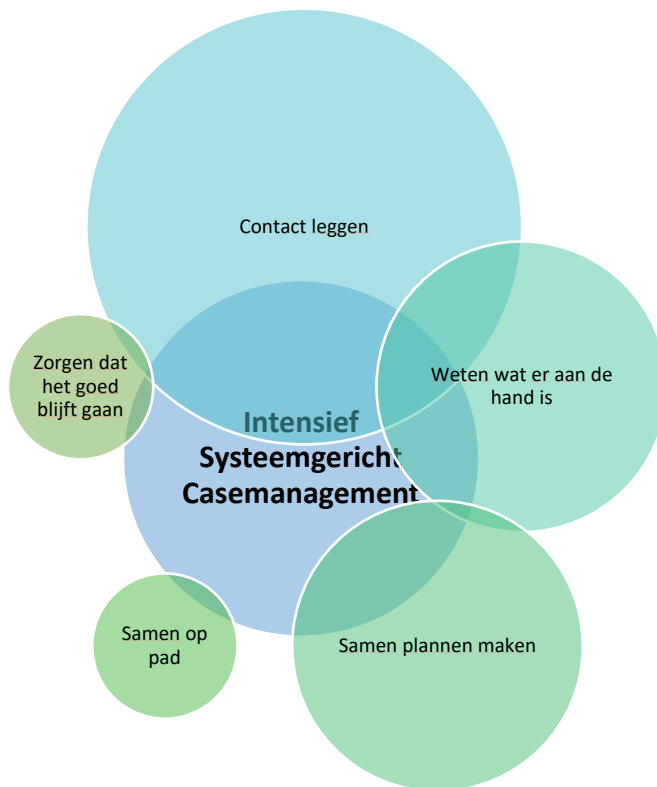 Contact leggen
Zorgen dat
het goed
blijft gaan
Weten wat er aan de
hand is
Intensief
Systeemgericht
Casemanagement
Samen op
pad
Samen plannen maken